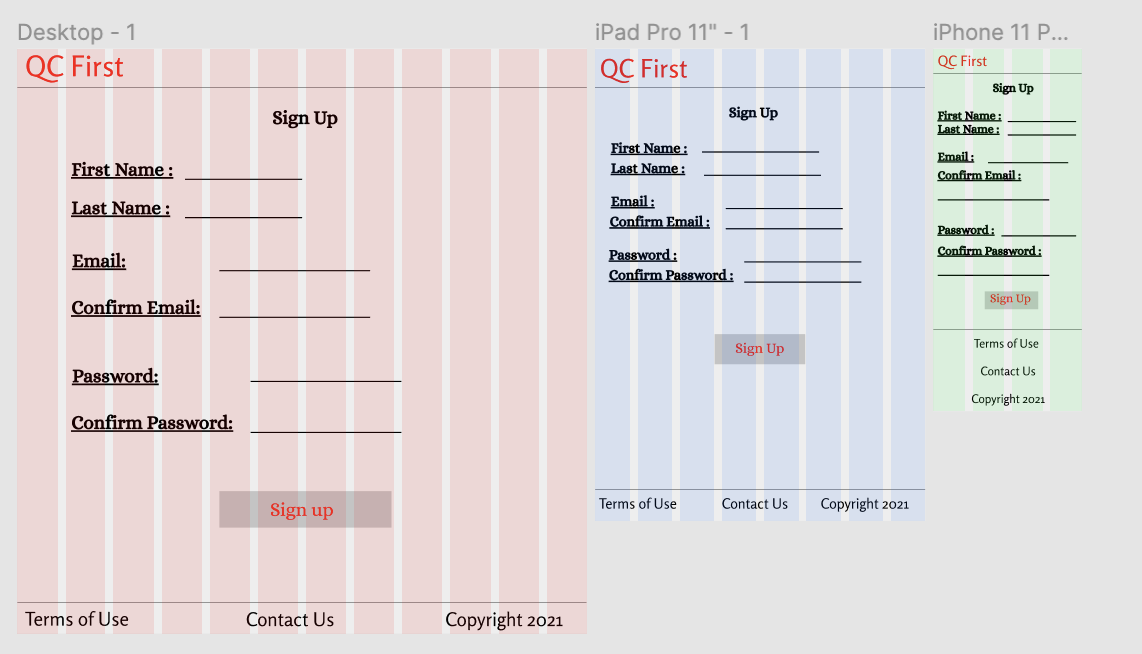 Desktop - 1
QC First
Sign Up
First Name :
Last Name :
Email:
Confirm Email:
Password:
Confirm Password:
Sign up
Terms of Use Contact Us Copyright 2021
iPad Pro 11" - 1
QC First
Sign Up
First Name :
Last Name :
Email :
Confirm Email :
Password :
Confirm Password :
Sign Up
Terms of Use Contact Us Copyright 2021
iPhone 11 P...
QC First
Sign Up
First Name :
Last Name :
Email :
Confirm Email :
Password :
Confirm Password :
Sign Up
Terms of Use
Contact Us
Copyright 2021